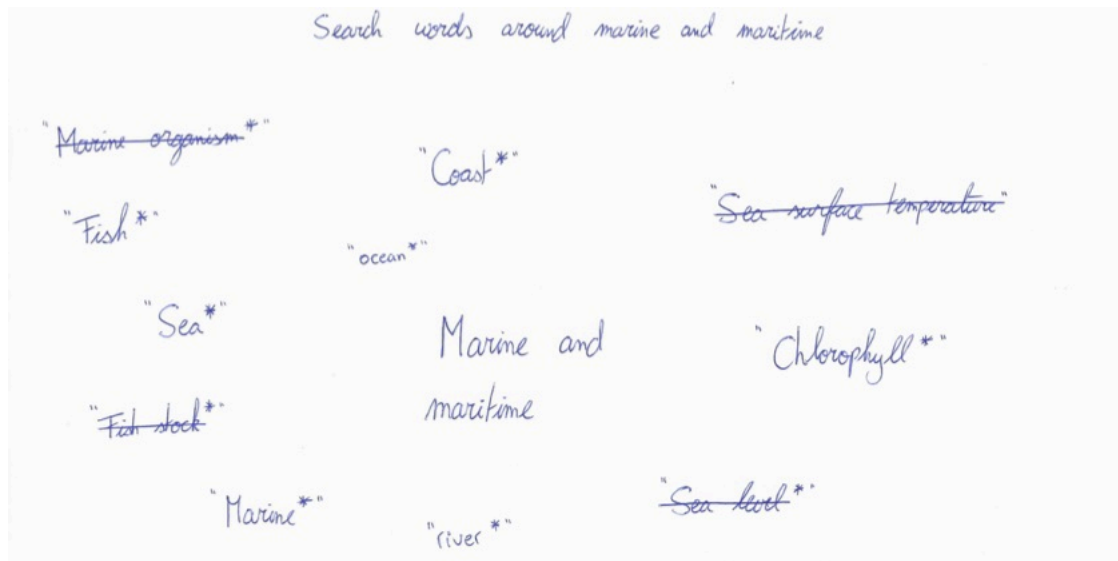 Search words around marine and maritime
"Marine organism*"
"Coast*"
"Sea surface temperature"
"Fish*"
"ocean*"
"Sea*"
Marine and
maritime
"Chlorophyll*"
"Fish stock*"
"Marine*"
"Sea level*"
"river*"